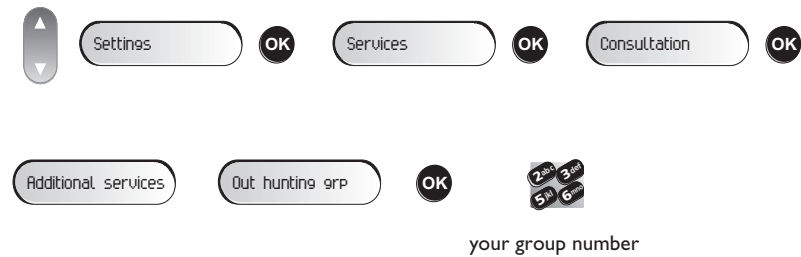 Settings OK Services OK Consultation OK
Additional services Out hunting grp OK 2abc 3def
5jkl 6mno
your group number